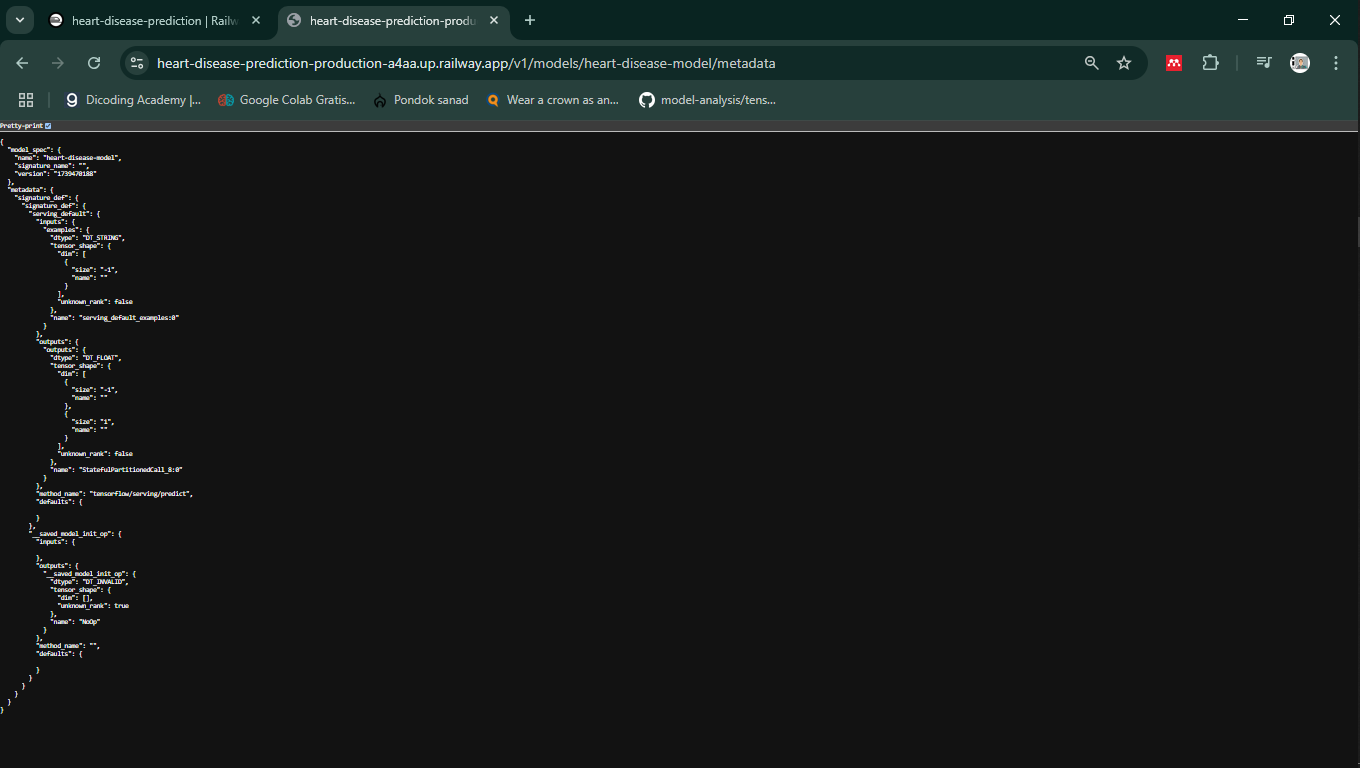 heart-disease-prediction | Railw
heart-disease-prediction-produ
heart-disease-prediction-production-a4aa.up.railway.app/v1/models/heart-disease-model/metadata
Dicoding Academy |...
Google Colab Gratis...
Pondok sanad
Wear a crown as an...
model-analysis/tens...
Pretty-print
{
"model_spec": {
"name": "heart-disease-model",
"signature_name": "",
"version": "1739470188"
},
"metadata": {
"signature_def": {
"signature_def": {
"serving_default": {
"inputs": {
"examples": {
"dtype": "DT_STRING",
"tensor_shape": {
"dim": [
{
"size": "-1",
"name": ""
}
],
"unknown_rank": false
},
"name": "serving_default_examples:0"
}
},
"outputs": {
"outputs": {
"dtype": "DT_FLOAT",
"tensor_shape": {
"dim": [
{
"size": "-1",
"name": ""
},
{
"size": "1",
"name": ""
}
],
"unknown_rank": false
},
"name": "StatefulPartitionedCall_8:0"
}
},
"method_name": "tensorflow/serving/predict",
"defaults": {
}
},
"__saved_model_init_op": {
"inputs": {
},
"outputs": {
"__saved_model_init_op": {
"dtype": "DT_INVALID",
"tensor_shape": {
"dim": [],
"unknown_rank": true
},
"name": "NoOp"
}
},
"method_name": "",
"defaults": {
}
}
}
}
}
}